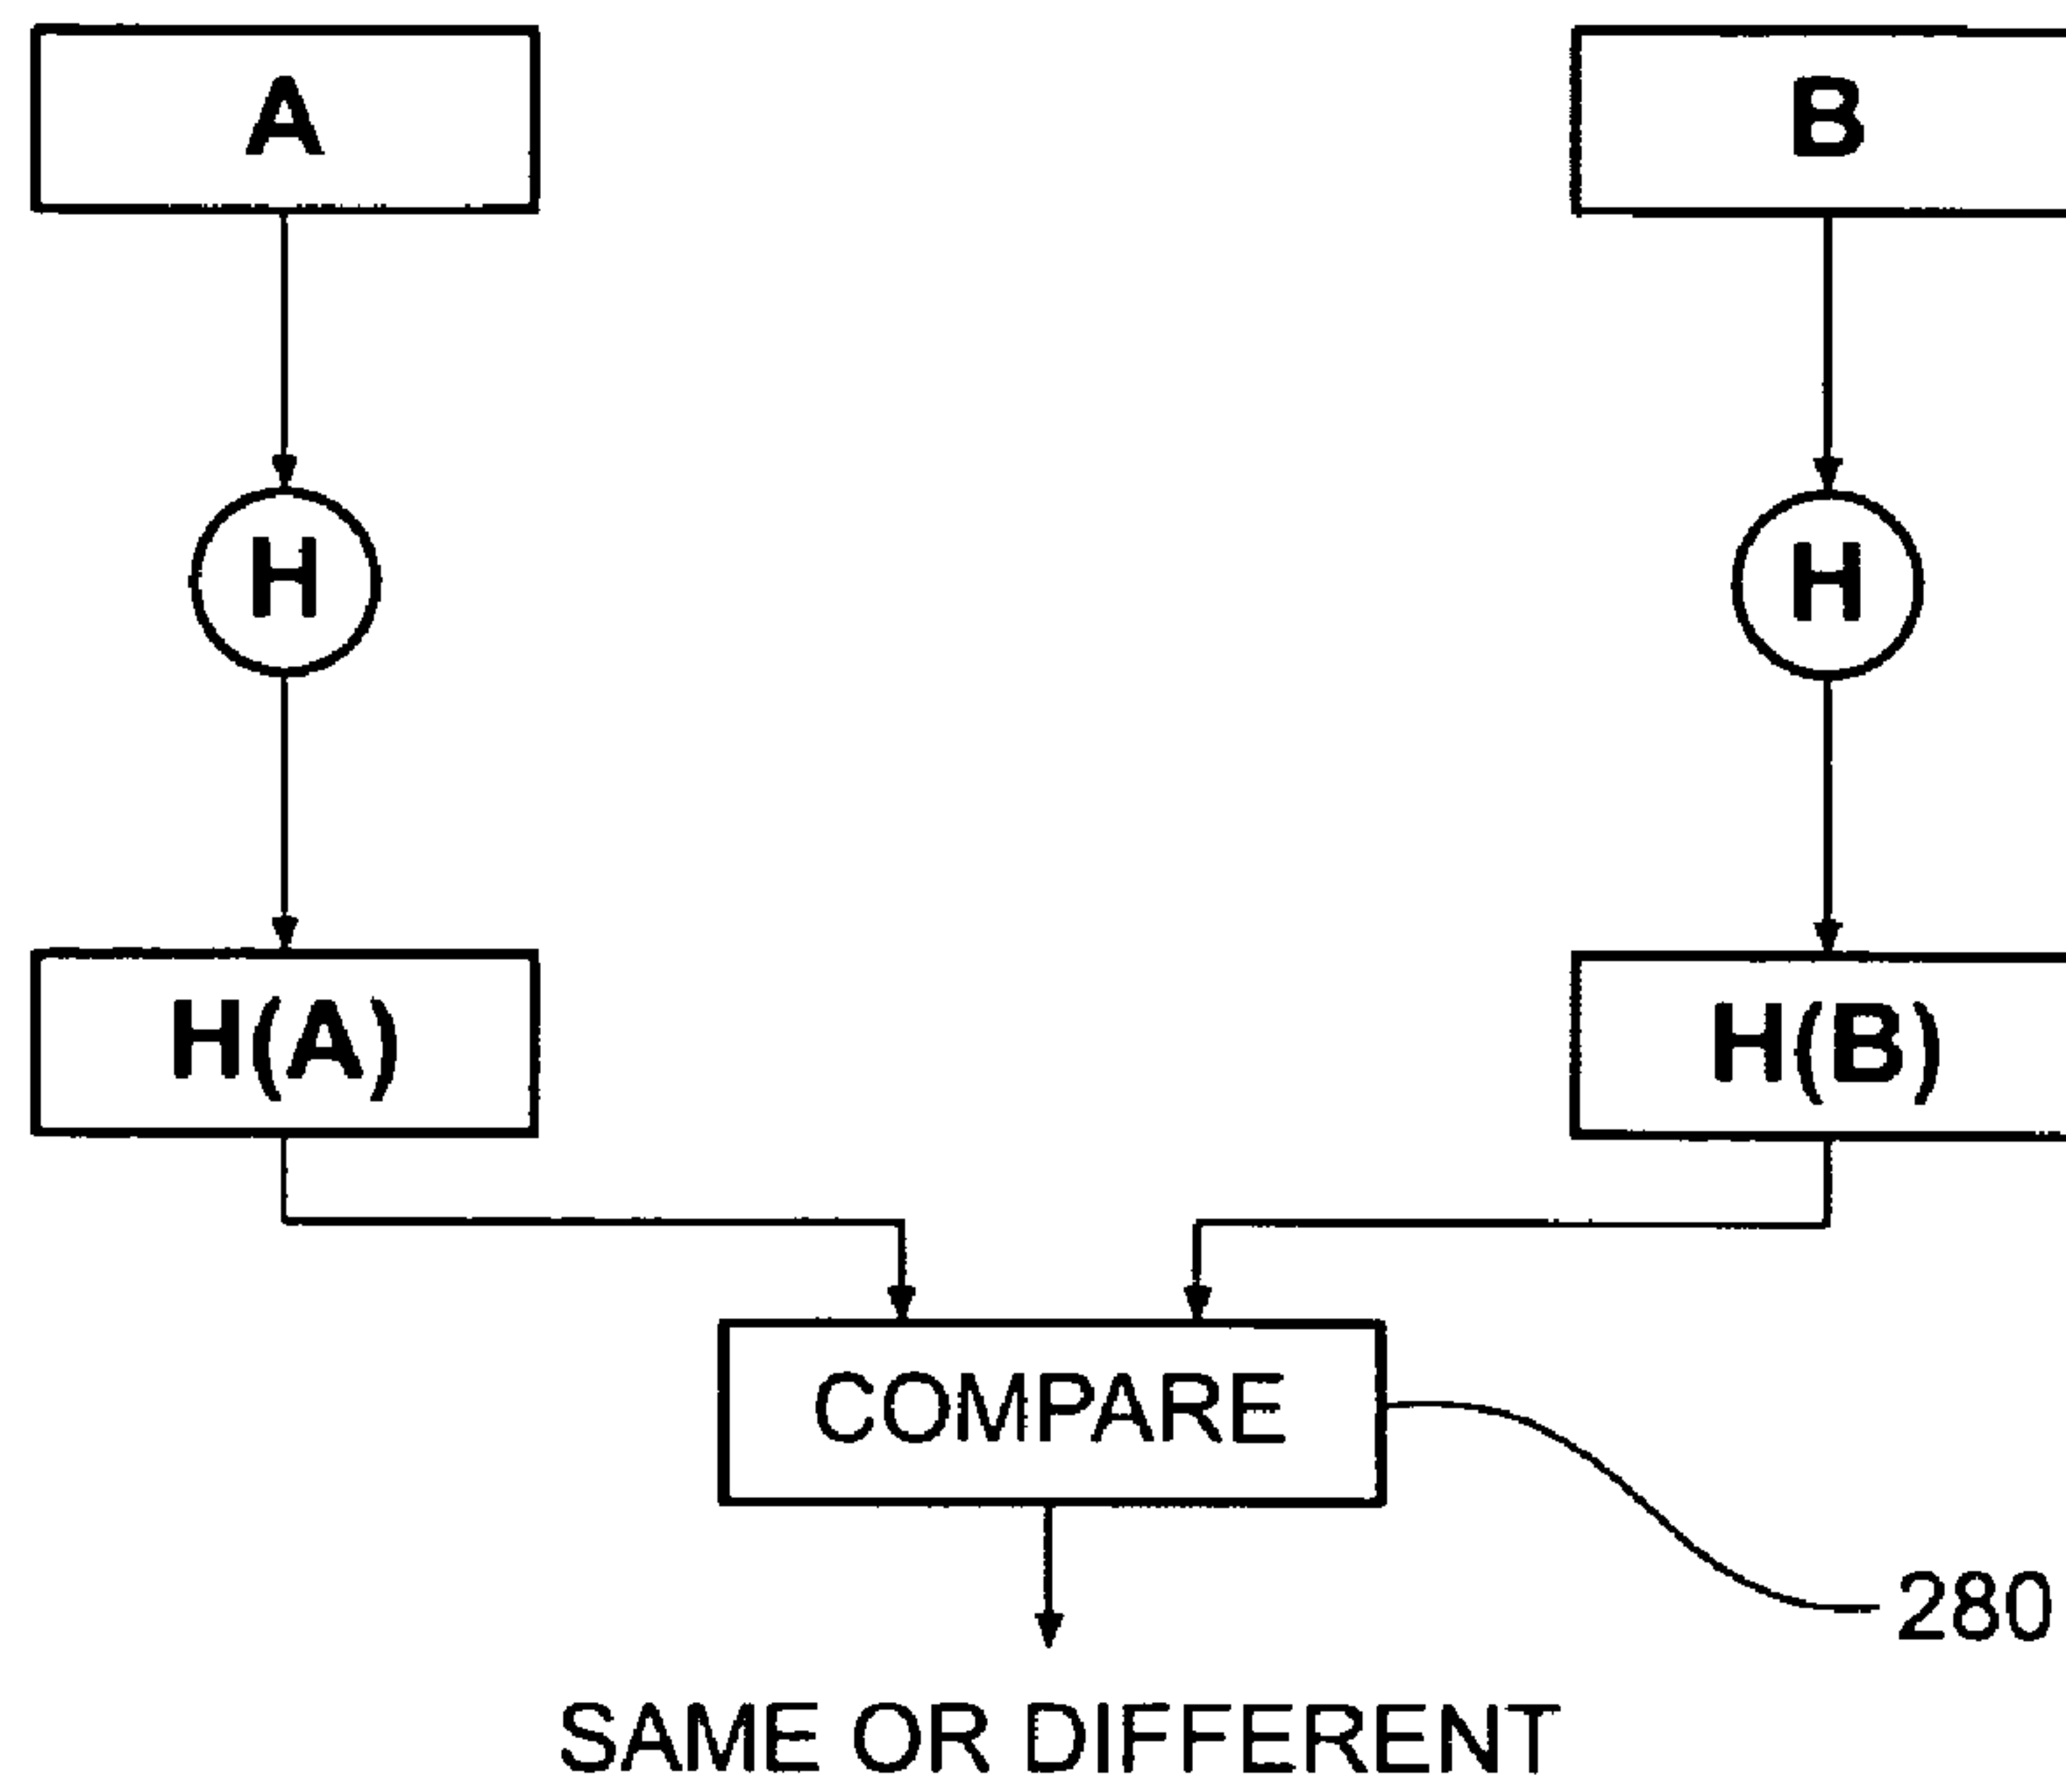 A
B
H
H
H(A)
H(B)
COMPARE
280
SAME OR DIFFERENT